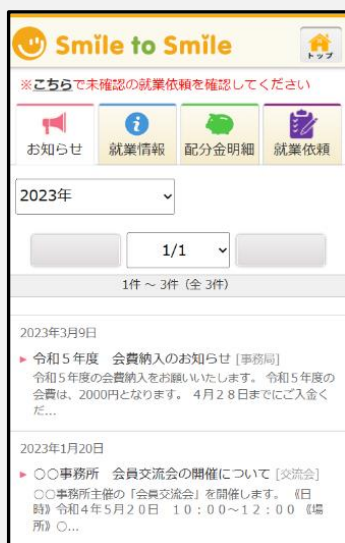 Smile to Smile
トップ
※こちらで未確認の就業依頼を確認してください
お知らせ
就業情報
配分金明細
就業依頼
2023年
1/1
1件 ~ 3件 (全 3件)
2023年3月9日
令和5年度 会費納入のお知らせ [事務局]
令和5年度の会費納入をお願いいたします。 令和5年度の
会費は、2000円となります。 4月28日までにご入金く
だ...
2023年1月20日
○○事務所 会員交流会の開催について [交流会]
○○事務所主催の「会員交流会」を開催します。 《日
時》令和4年5月20日 10:00~12:00 《場
所》○...